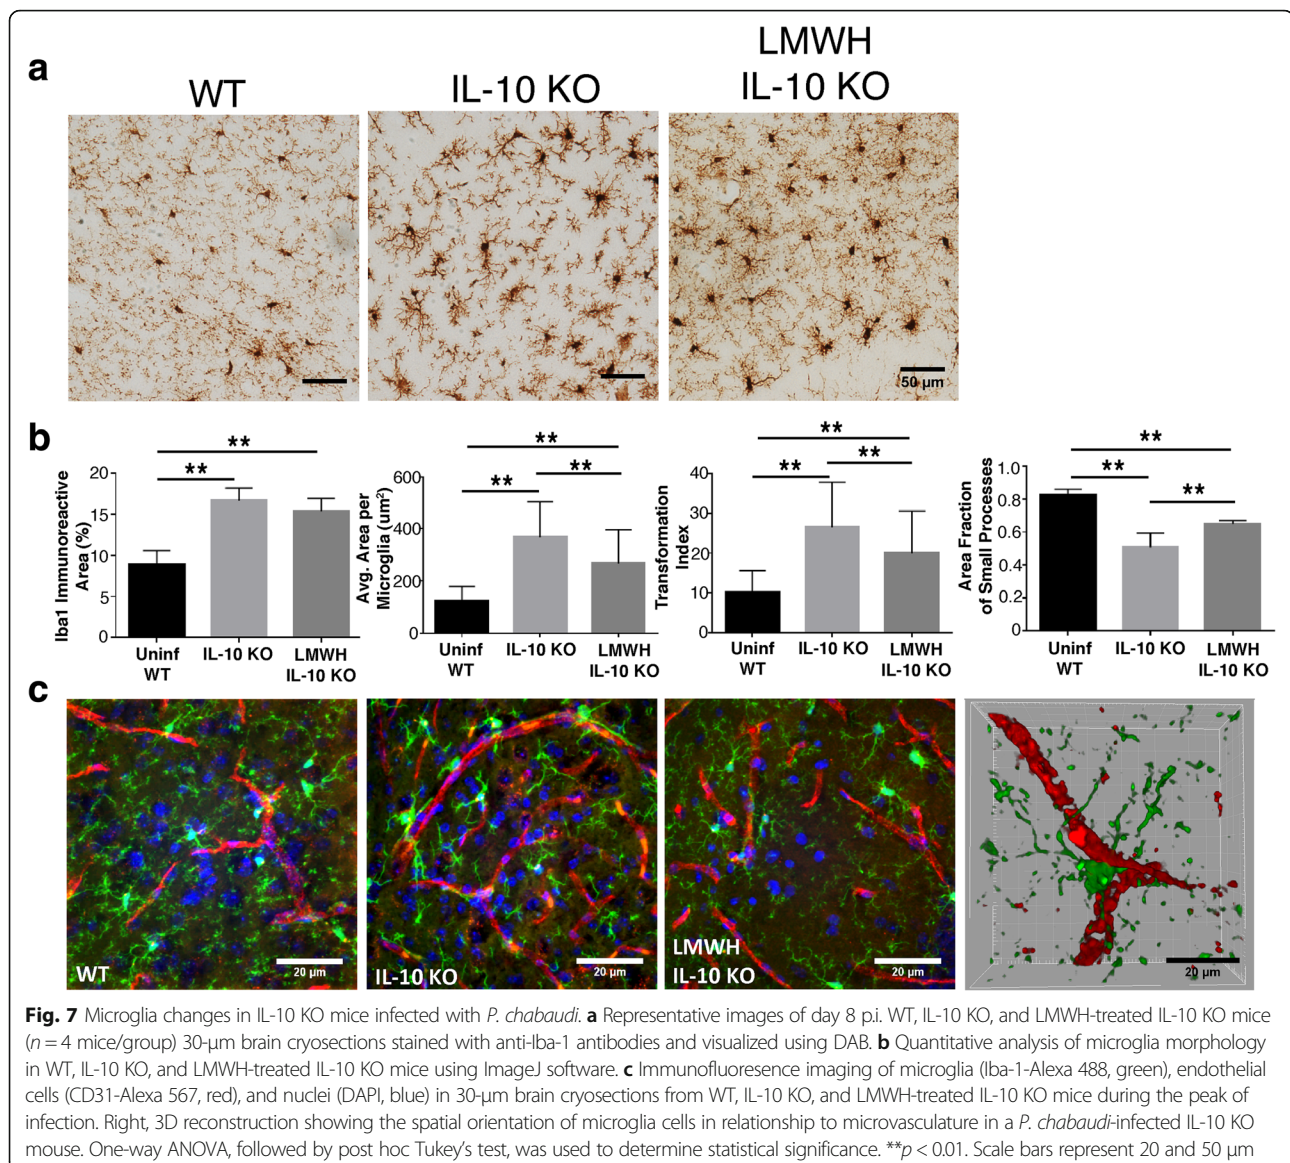 a
WT
IL-10 KO
LMWH
IL-10 KO
50 µm
b
**
**
Iba1 Immunoreactive
Area (%)
20
15
10
5
0
Uninf
WT
IL-10 KO
LMWH
IL-10 KO
**
**
**
Avg. Area per
Microglia (um²)
600
400
200
0
Uninf
WT
IL-10 KO
LMWH
IL-10 KO
**
**
**
Transformation
Index
40
30
20
10
0
Uninf
WT
IL-10 KO
LMWH
IL-10 KO
**
**
**
Area Fraction
of Small Processes
1.0
0.8
0.6
0.4
0.2
0.0
Uninf
WT
IL-10 KO
LMWH
IL-10 KO
c
WT
20 µm
IL-10 KO
20 µm
LMWH
IL-10 KO
20 µm
20 µm
Fig. 7 Microglia changes in IL-10 KO mice infected with P. chabaudi. a Representative images of day 8 p.i. WT, IL-10 KO, and LMWH-treated IL-10 KO mice
(n = 4 mice/group) 30-µm brain cryosections stained with anti-Iba-1 antibodies and visualized using DAB. b Quantitative analysis of microglia morphology
in WT, IL-10 KO, and LMWH-treated IL-10 KO mice using ImageJ software. c Immunofluoresence imaging of microglia (Iba-1-Alexa 488, green), endothelial
cells (CD31-Alexa 567, red), and nuclei (DAPI, blue) in 30-µm brain cryosections from WT, IL-10 KO, and LMWH-treated IL-10 KO mice during the peak of
infection. Right, 3D reconstruction showing the spatial orientation of microglia cells in relationship to microvasculature in a P. chabaudi-infected IL-10 KO
mouse. One-way ANOVA, followed by post hoc Tukey's test, was used to determine statistical significance. **p < 0.01. Scale bars represent 20 and 50 µm